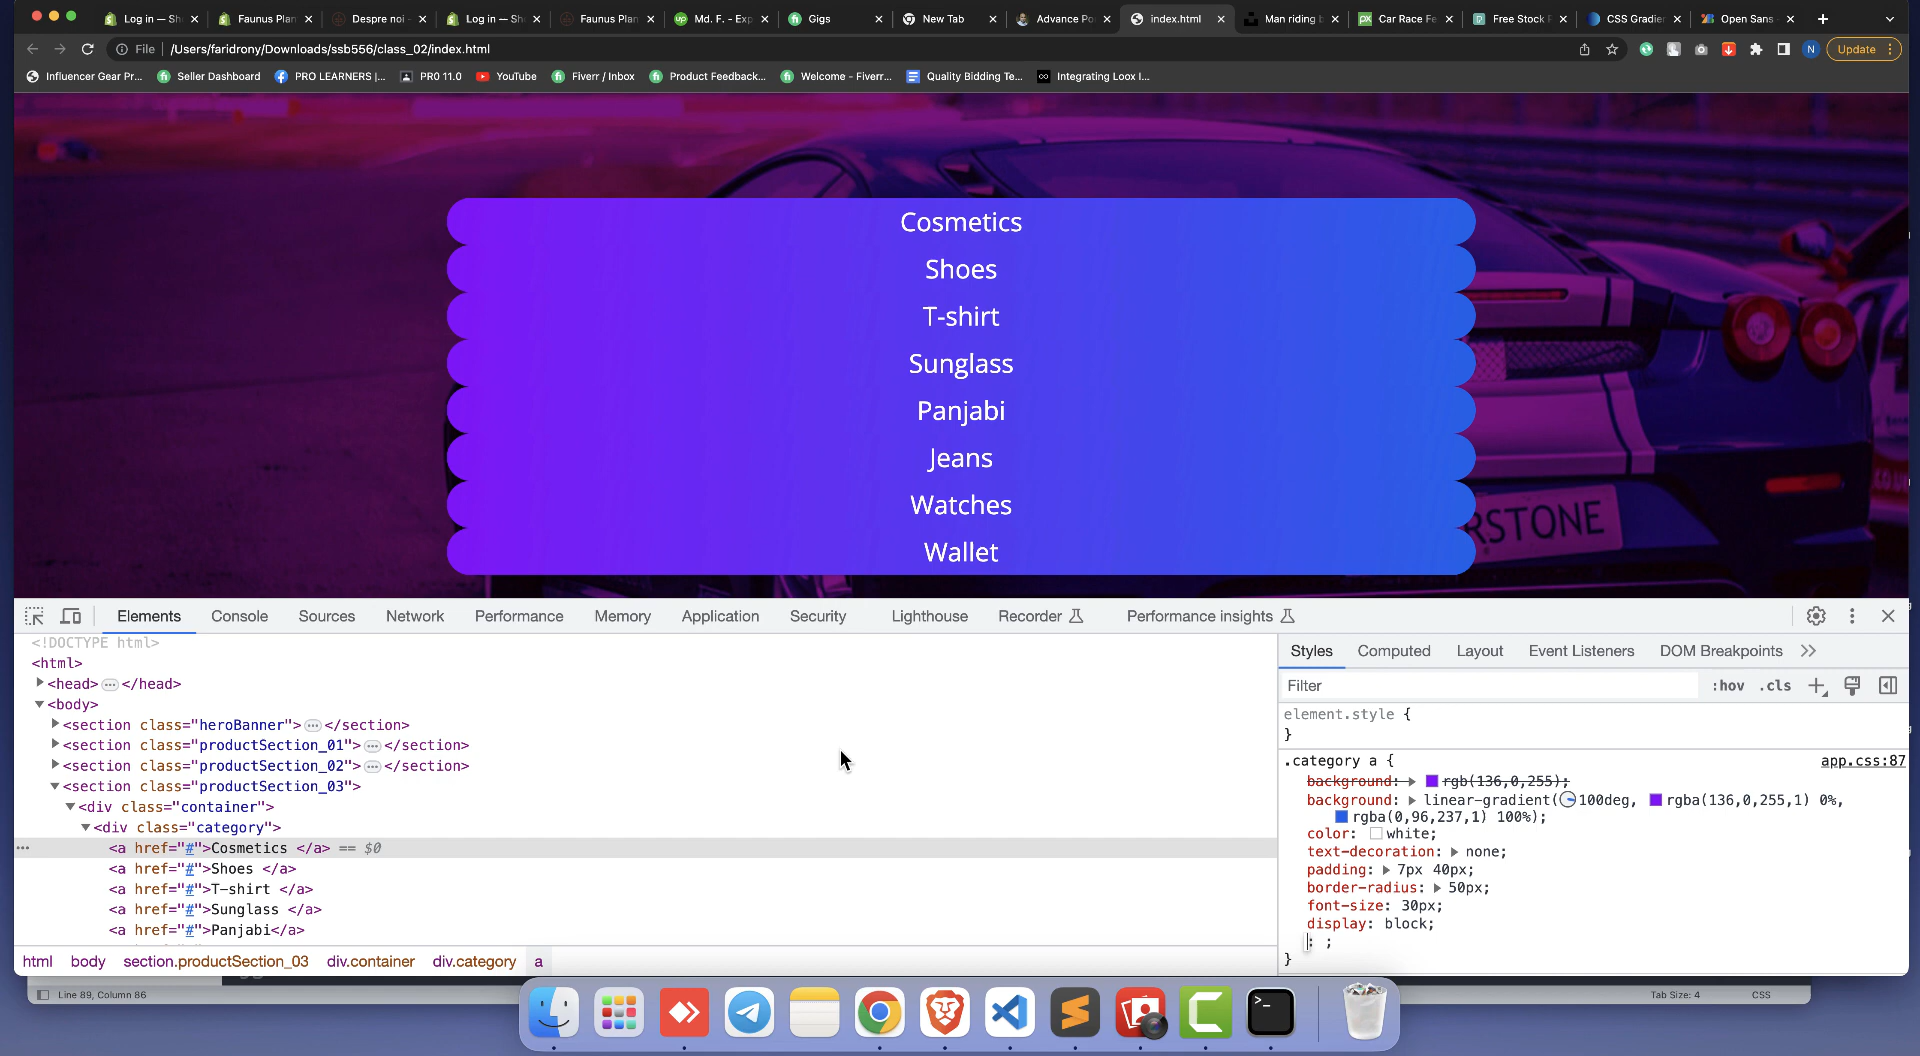 Log in — Sh
Faunus Plan
Despre noi -
Log in — Sh
Faunus Plan
Md. F. - Exp
Gigs
New Tab
Advance Po
index.html
Man riding b
Car Race Fe
Free Stock P
CSS Gradie
Open Sans -
File
/Users/faridrony/Downloads/ssb556/class_02/index.html
N
Update
Influencer Gear Pr...
Seller Dashboard
PRO LEARNERS |...
PRO 11.0
YouTube
Fiverr / Inbox
Product Feedback...
Welcome - Fiverr...
Quality Bidding Te...
Integrating Loox I...
Cosmetics
Shoes
T-shirt
Sunglass
Panjabi
Jeans
Watches
Wallet
RSTONE
Elements
Console
Sources
Network
Performance
Memory
Application
Security
Lighthouse
Recorder
Performance insights
<!DOCTYPE html>
<html>
<head> ... </head>
<body>
<section class="heroBanner"> ... </section>
<section class="productSection_01"> ... </section>
<section class="productSection_02"> ... </section>
<section class="productSection_03">
<div class="container">
<div class="category">
... <a href="#">Cosmetics </a> == $0
<a href="#">Shoes </a>
<a href="#">T-shirt </a>
<a href="#">Sunglass </a>
<a href="#">Panjabi</a>
html body section.productSection_03 div.container div.category a
Styles
Computed
Layout
Event Listeners
DOM Breakpoints
Filter
:hov .cls
element.style {
}
.category a {
app.css:87
background: rgb(136,0,255);
background: linear-gradient( 100deg, rgba(136,0,255,1) 0%,
rgba(0,96,237,1) 100%);
color: white;
text-decoration: none;
padding: 7px 40px;
border-radius: 50px;
font-size: 30px;
display: block;
: ;
}
Line 89, Column 86
Tab Size: 4
CSS